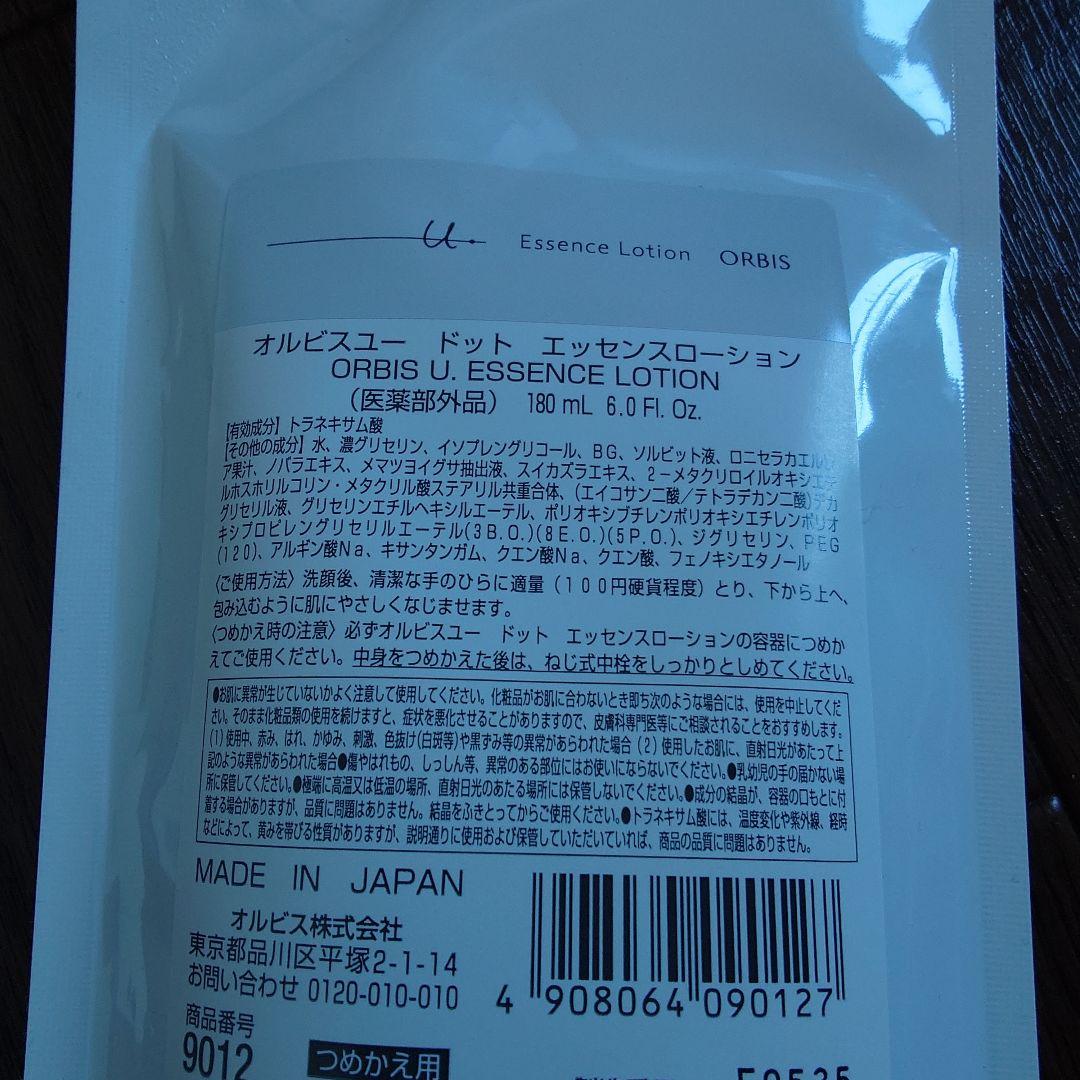 u. Essence Lotion ORBIS
オルビスユー ドット エッセンスローション
ORBIS U. ESSENCE LOTION
（医薬部外品） 180 mL 6.0 Fl. Oz.
【有効成分】トラネキサム酸
【その他の成分】水、濃グリセリン、イソプレングリコール、BG、ソルビット液、ロニセラカエルレ
ア果汁、ノバラエキス、メマツヨイグサ抽出液、スイカズラエキス、2－メタクリロイルオキシエチ
ルホスホリルコリン・メタクリル酸ステアリル共重合体、(エイコサン二酸／テトラデカン二酸)デカ
グリセリル液、グリセリンエチルヘキシルエーテル、ポリオキシブチレンポリオキシエチレンポリオ
キシプロピレングリセリルエーテル(3B.O.)(8E.O.)(5P.O.)、ジグリセリン、PEG
(120)、アルギン酸Na、キサンタンガム、クエン酸Na、クエン酸、フェノキシエタノール
〈ご使用方法〉洗顔後、清潔な手のひらに適量（100円硬貨程度）とり、下から上へ、
包み込むように肌にやさしくなじませます。
〈つめかえ時の注意〉必ずオルビスユー ドット エッセンスローションの容器につめか
えてご使用ください。中身をつめかえた後は、ねじ式中栓をしっかりとしめてください。
●お肌に異常が生じていないかよく注意して使用してください。化粧品がお肌に合わないとき即ち次のような場合には、使用を中止してくだ
さい。そのまま化粧品類の使用を続けますと、症状を悪化させることがありますので、皮膚科専門医等にご相談されることをおすすめします。
(1)使用中、赤み、はれ、かゆみ、刺激、色抜け(白斑等)や黒ずみ等の異常があらわれた場合(2)使用したお肌に、直射日光があたって上
記のような異常があらわれた場合●傷やはれもの、しっしん等、異常のある部位にはお使いにならないでください。●乳幼児の手の届かない場
所に保管してください。●極端に高温又は低温の場所、直射日光のあたる場所には保管しないでください。●成分の結晶が、容器の口もとに付
着する場合がありますが、品質に問題はありません。結晶をふきとってからご使用ください。●トラネキサム酸には、温度変化や紫外線、経時
などによって、黄みを帯びる性質がありますが、説明通りに使用および保管していただいていれば、商品の品質に問題はありません。
MADE IN JAPAN
オルビス株式会社
東京都品川区平塚2-1-14
お問い合わせ 0120-010-010
4 908064 090127
商品番号
9012 つめかえ用